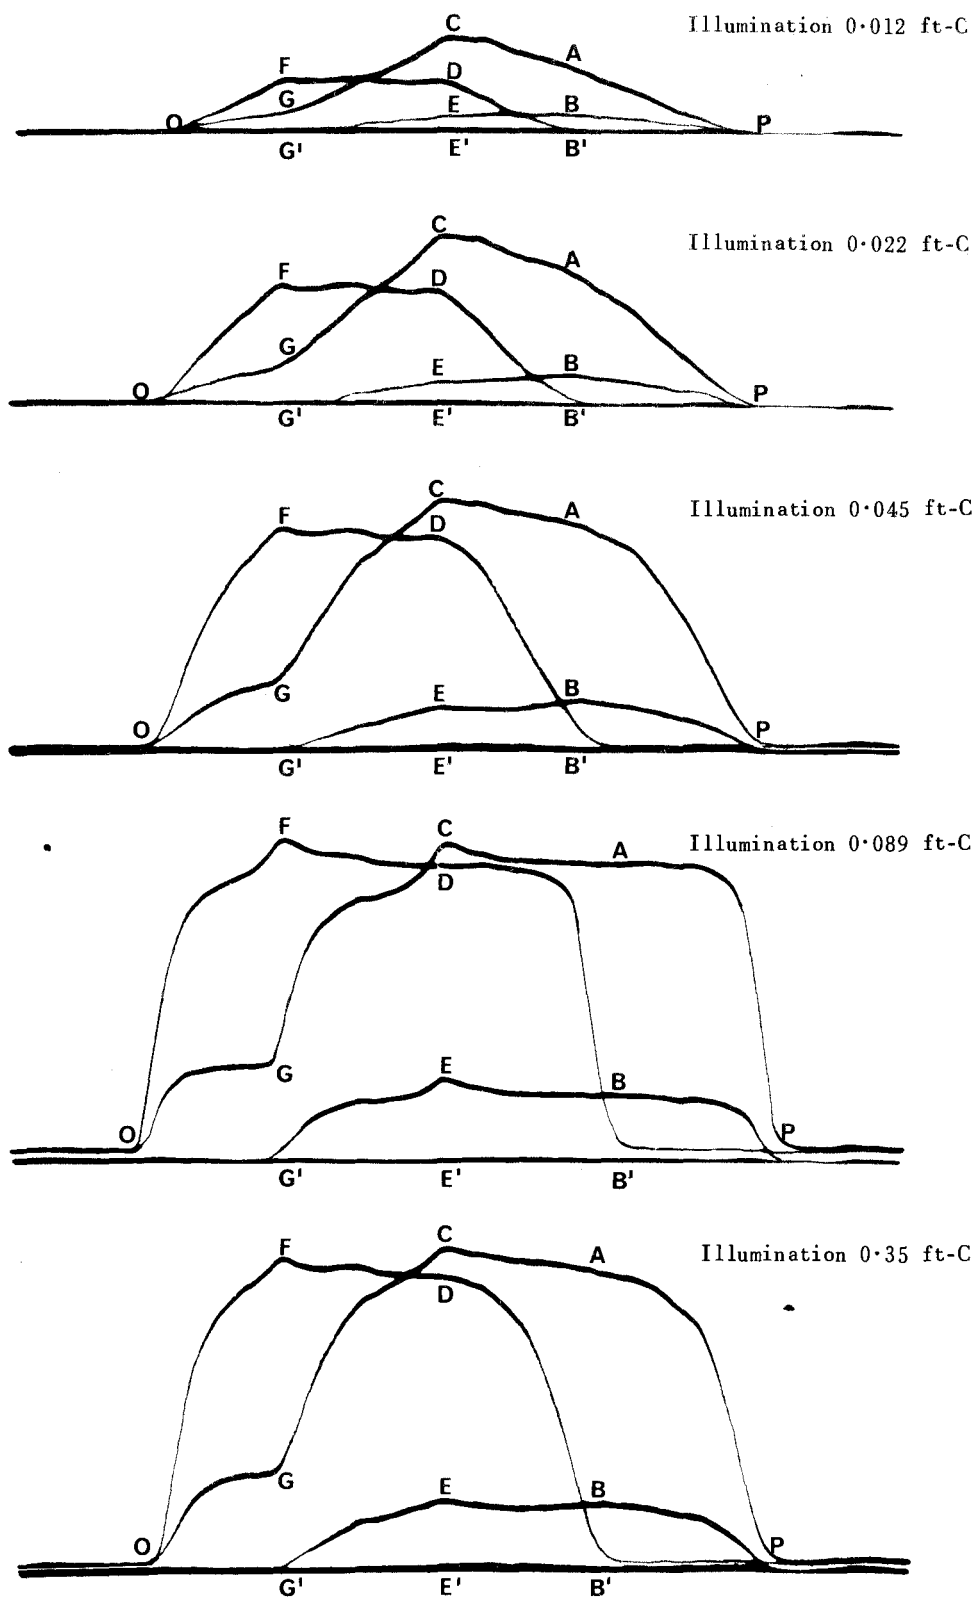 Illumination 0·012 ft-C
C
F
D
A
G
E
B
O
P
G'
E'
B'
Illumination 0·022 ft-C
C
F
D
A
G
E
B
O
P
G'
E'
B'
Illumination 0·045 ft-C
C
F
D
A
G
E
B
O
P
G'
E'
B'
Illumination 0·089 ft-C
F
C
A
D
G
E
B
O
P
G'
E'
B'
Illumination 0·35 ft-C
C
F
A
D
G
E
B
O
P
G'
E'
B'